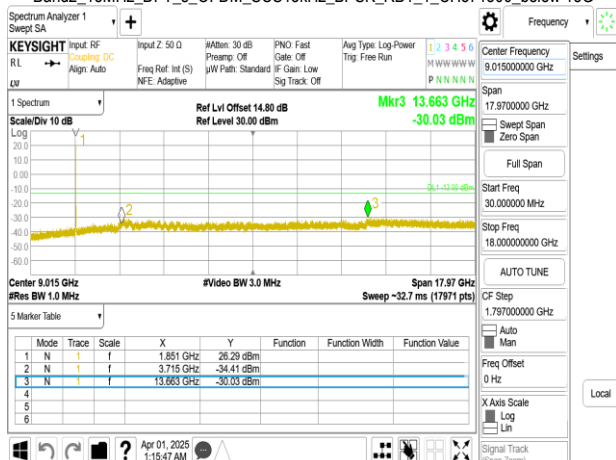 Spectrum Analyzer 1
Swept SA
Frequency
KEYSIGHT Input: RF
RL
Coupling: DC
Align: Auto
Input Z: 50 Ω
Freq Ref: Int (S)
NFE: Adaptive
#Atten: 30 dB
Preamp: Off
µW Path: Standard
PNO: Fast
Gate: Off
IF Gain: Low
Sig Track: Off
Avg Type: Log-Power
Trig: Free Run
1 2 3 4 5 6
M W W W W W
P N N N N N
Settings
Center Frequency
9.015000000 GHz
Span
17.9700000 GHz
Swept Span
Zero Span
Full Span
Start Freq
30.000000 MHz
Stop Freq
18.000000000 GHz
AUTO TUNE
CF Step
1.797000000 GHz
Auto
Man
Freq Offset
0 Hz
X Axis Scale
Log
Lin
Signal Track
Local
1 Spectrum
Scale/Div 10 dB
Ref Lvl Offset 14.80 dB
Ref Level 30.00 dBm
Mkr3 13.663 GHz
-30.03 dBm
Log
20.0
10.0
0.00
-10.0
-20.0
-30.0
-40.0
-50.0
-60.0
1
2
3
Center 9.015 GHz
#Res BW 1.0 MHz
#Video BW 3.0 MHz
Span 17.97 GHz
Sweep ~32.7 ms (17971 pts)
5 Marker Table
Mode Trace Scale X Y Function Function Width Function Value
1 N 1 f 1.851 GHz 26.29 dBm
2 N 1 f 3.715 GHz -34.41 dBm
3 N 1 f 13.663 GHz -30.03 dBm
4
5
6
Apr 01, 2025
1:15:47 AM